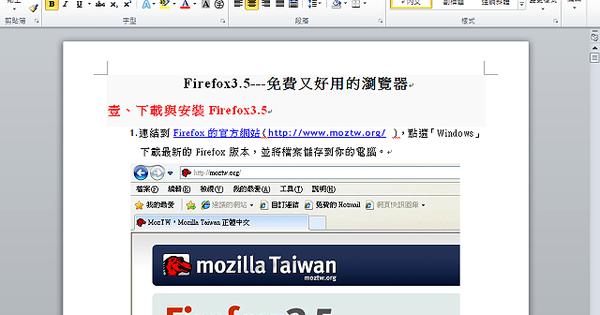 剪貼簿
字型
段落
樣式
Firefox3.5---免費又好用的瀏覽器
壹、下載與安裝 Firefox3.5
1.連結到 Firefox 的官方網站(http://www.moztw.org/ ),點選「Windows」
下載最新的 Firefox 版本,並將檔案儲存到你的電腦。
http://moztw.org/
檔案(F) 編輯(E) 檢視(V) 我的最愛(A) 工具(T) 說明(H)
我的最愛 建議的網站 自訂連結 免費的 Hotmail 網頁快訊圖庫
MozTW,Mozilla Taiwan 正體中文
mozilla Taiwan
moztw.org
Firefox 3.5